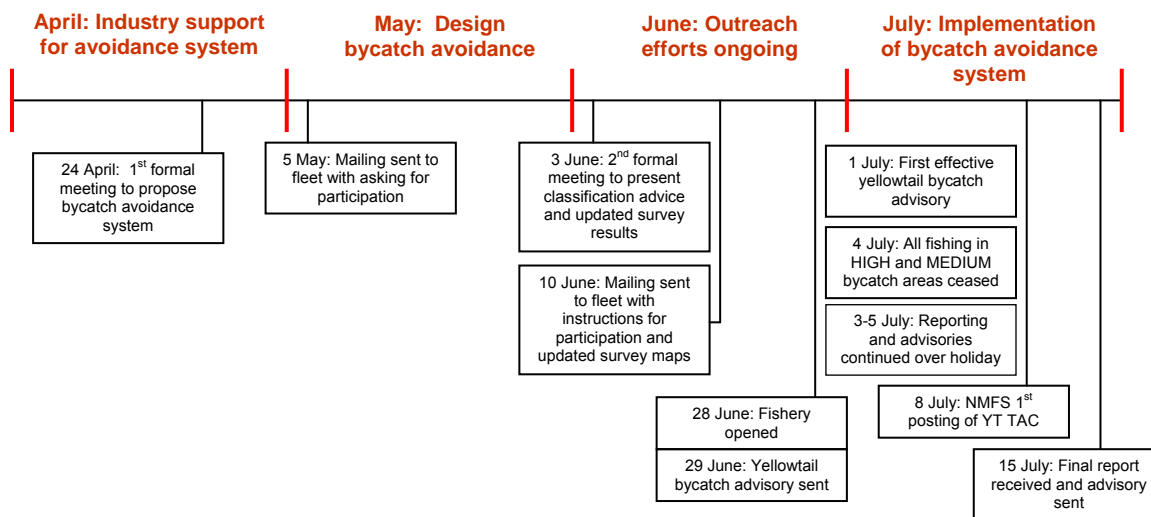 April: Industry support
for avoidance system
May:  Design
bycatch avoidance
June: Outreach
efforts ongoing
July: Implementation
of bycatch avoidance
system
24 April:  1st formal
meeting to propose
bycatch avoidance
system
5 May: Mailing sent to
fleet with asking for
participation
3 June: 2nd formal
meeting to present
classification advice
and updated survey
results
10 June: Mailing sent
to fleet with
instructions for
participation and
updated survey maps
28 June: Fishery
opened
29 June: Yellowtail
bycatch advisory sent
1 July: First effective
yellowtail bycatch
advisory
4 July: All fishing in
HIGH and MEDIUM
bycatch areas ceased
3-5 July: Reporting
and advisories
continued over holiday
8 July: NMFS 1st
posting of YT TAC
15 July: Final report
received and advisory
sent